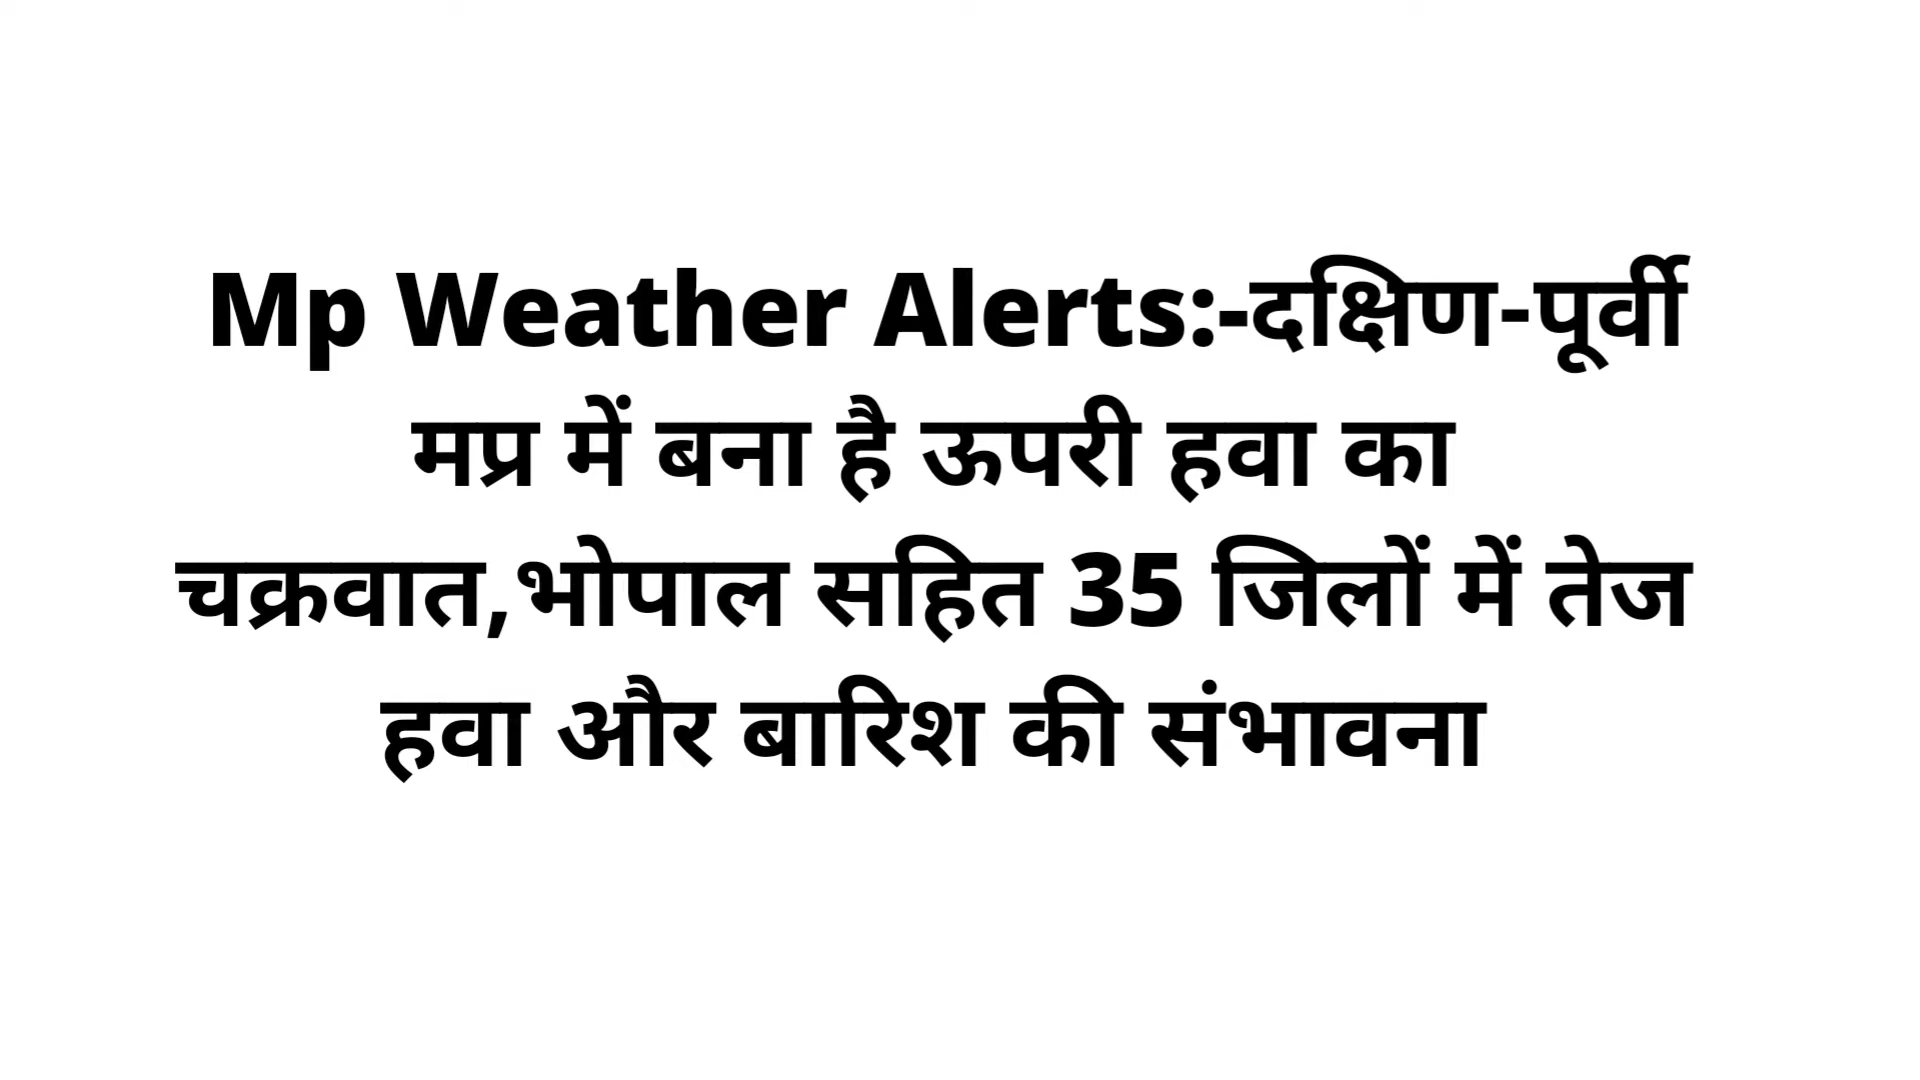 Mp Weather Alerts:-दक्षिण-पूर्वी
मप्र में बना है ऊपरी हवा का
चक्रवात,भोपाल सहित 35 जिलों में तेज
हवा और बारिश की संभावना